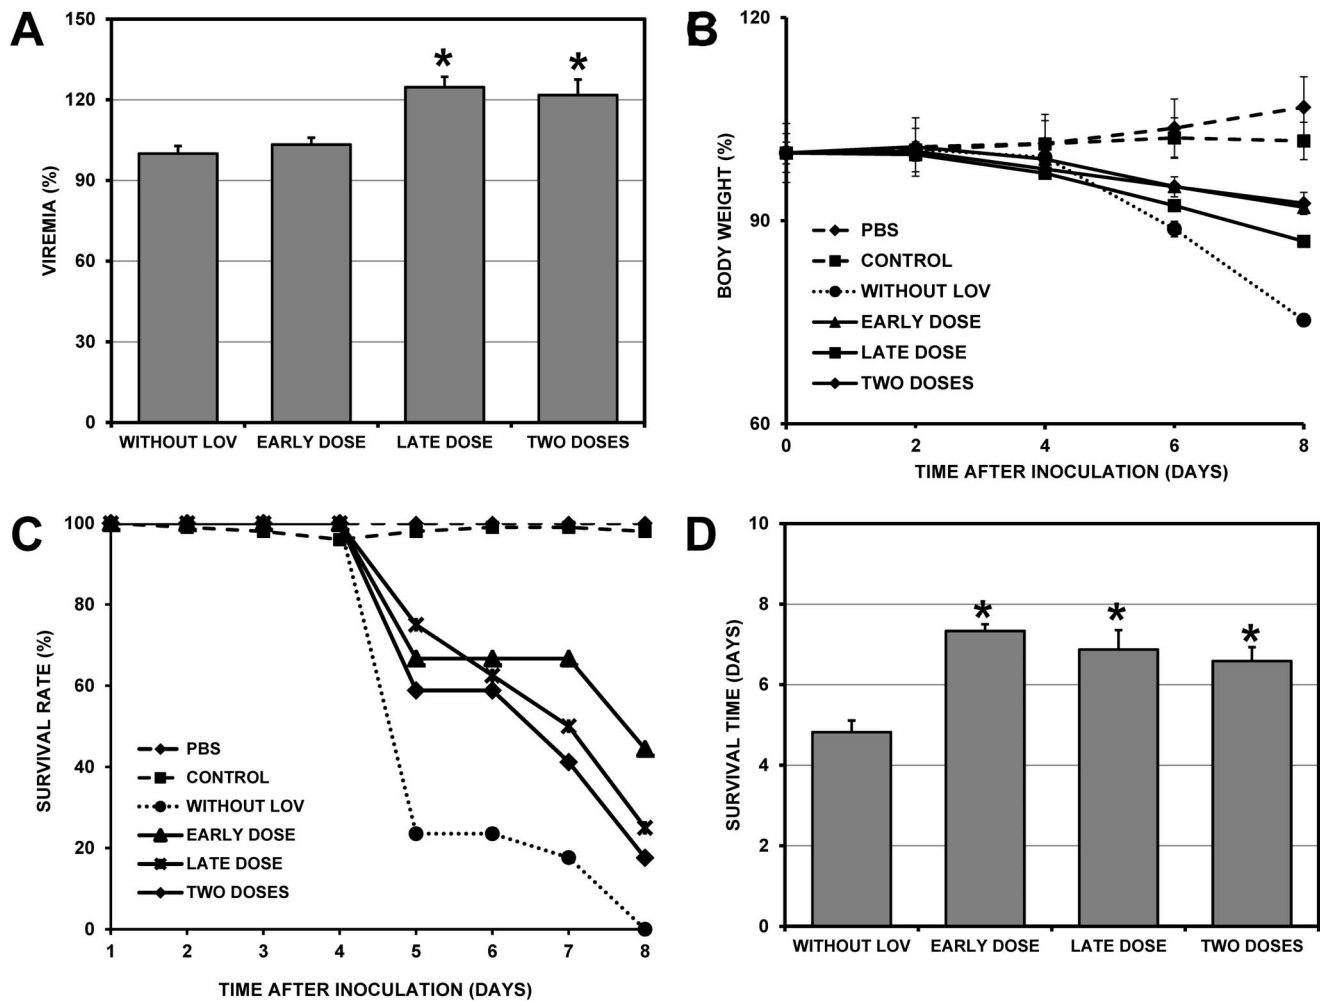 A
VIREMIA (%)
150
120
90
60
30
0
* *
WITHOUT LOV EARLY DOSE LATE DOSE TWO DOSES
B
BODY WEIGHT (%)
120
90
60
PBS
CONTROL
WITHOUT LOV
EARLY DOSE
LATE DOSE
TWO DOSES
0 2 4 6 8
TIME AFTER INOCULATION (DAYS)
C
SURVIVAL RATE (%)
100
80
60
40
20
0
PBS
CONTROL
WITHOUT LOV
EARLY DOSE
LATE DOSE
TWO DOSES
1 2 3 4 5 6 7 8
TIME AFTER INOCULATION (DAYS)
D
SURVIVAL TIME (DAYS)
10
8
6
4
2
0
* * *
WITHOUT LOV EARLY DOSE LATE DOSE TWO DOSES